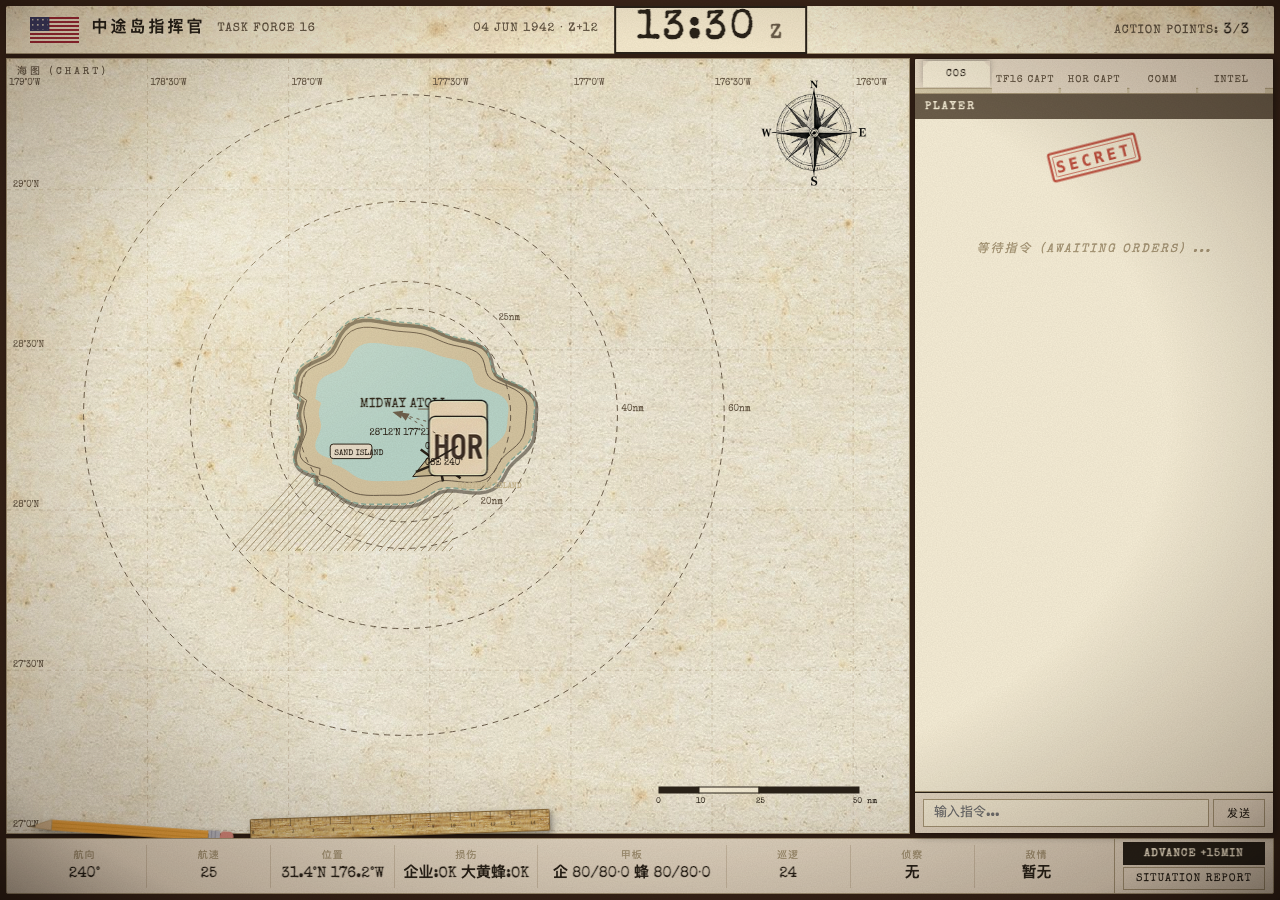 中途岛指挥官 TASK FORCE 16
04 JUN 1942 · Z+12
13:30 Z
ACTION POINTS: 3/3
海图 (CHART)
179°0'W 178°30'W 178°0'W 177°30'W 177°0'W 176°30'W 176°0'W
N
W E
S
29°0'N
28°30'N
28°0'N
27°30'N
27°0'N
25nm
40nm
60nm
20nm
MIDWAY
28°12'N
SAND ISLAND
HOR
240°
0 10 25 50 nm
COS TF16 CAPT HOR CAPT COMM INTEL
PLAYER
SECRET
等待指令 (AWAITING ORDERS) ...
输入指令…
发送
航向
240°
航速
25
位置
31.4°N 176.2°W
损伤
企业:OK 大黄蜂:OK
甲板
企 80/80·0 蜂 80/80·0
巡逻
24
侦察
无
敌情
暂无
ADVANCE +15MIN
SITUATION REPORT